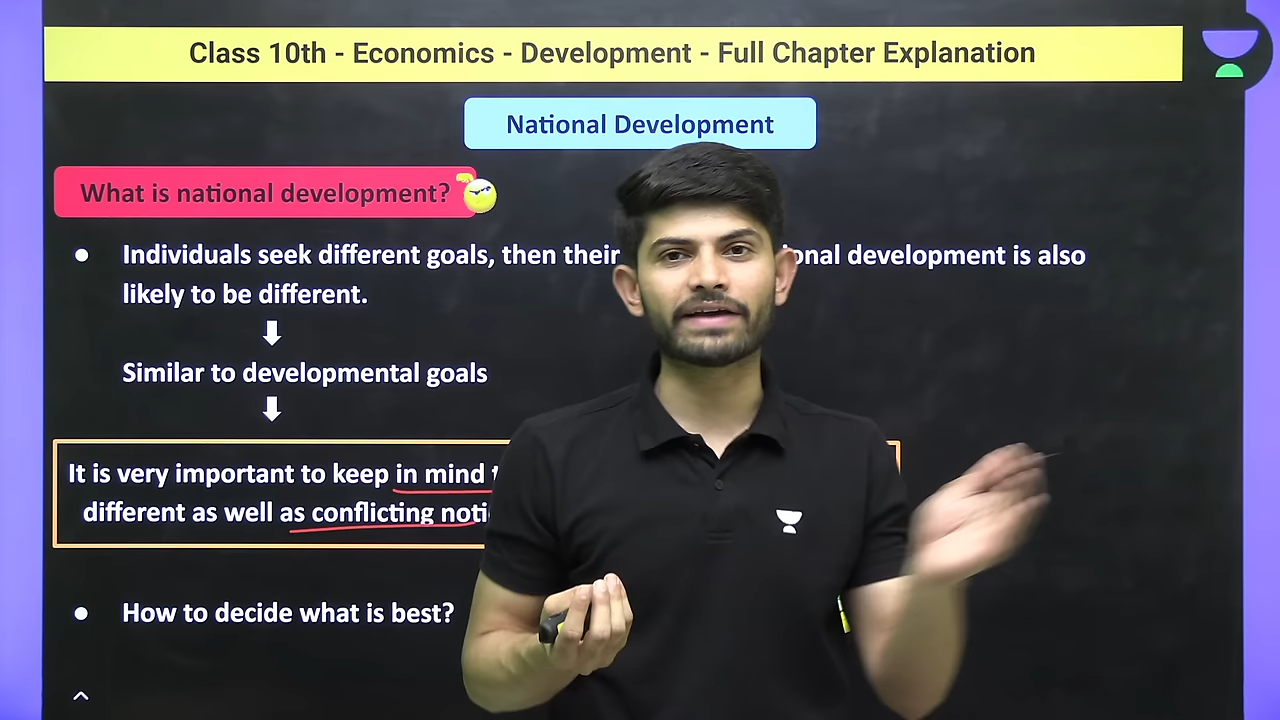 Class 10th - Economics - Development - Full Chapter Explanation
National Development
What is national development?
Individuals seek different goals, then their onal development is also
likely to be different.
Similar to developmental goals
It is very important to keep in mind
different as well as conflicting
How to decide what is best?